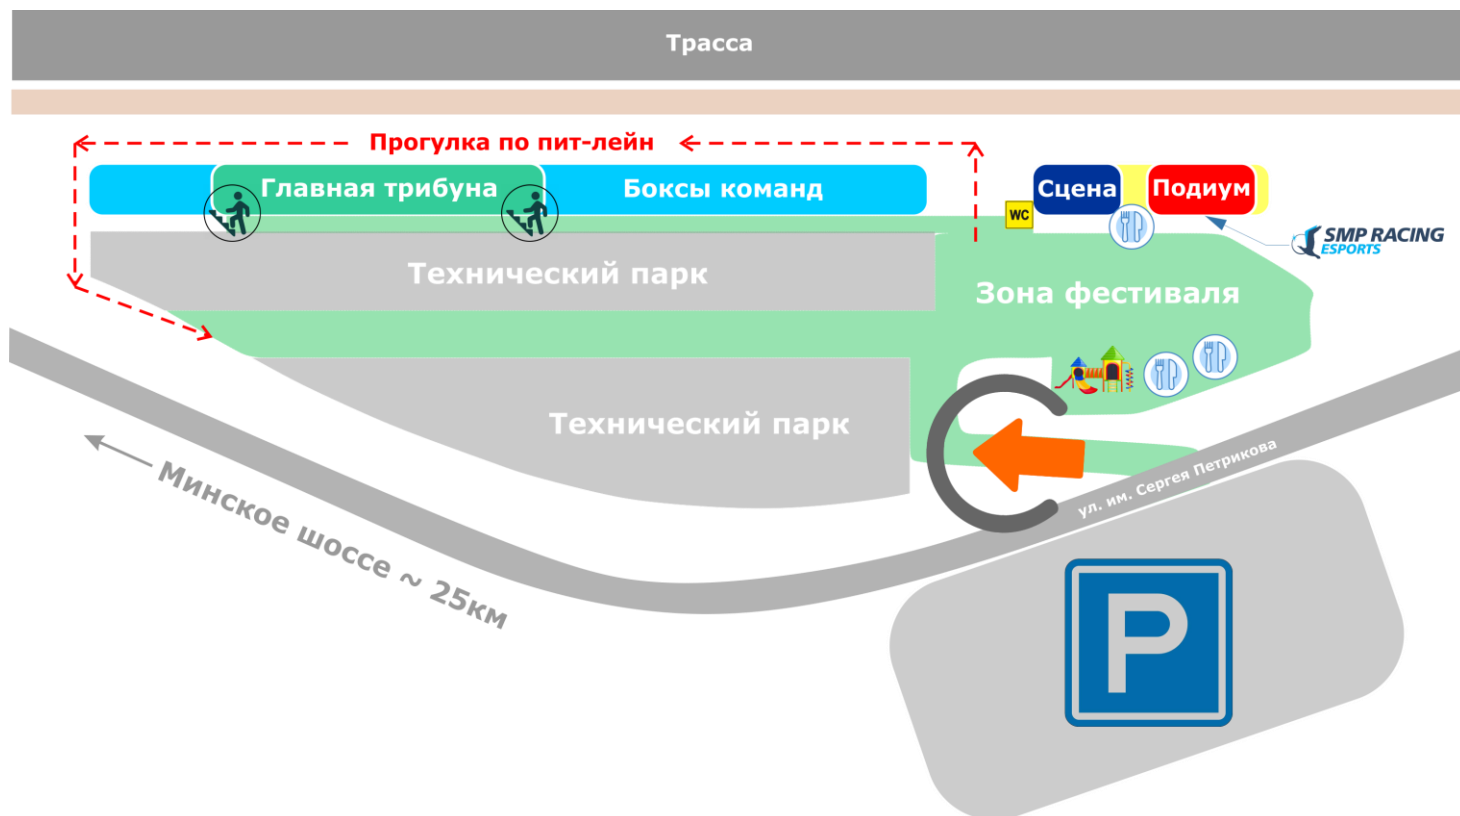 Трасса
Прогулка по пит-лейн
Главная трибуна
Боксы команд
Сцена
Подиум
WC
SMP RACING
ESPORTS
Технический парк
Зона фестиваля
Технический парк
ул. им. Сергея Петрикова
Минское шоссе ~ 25км
P